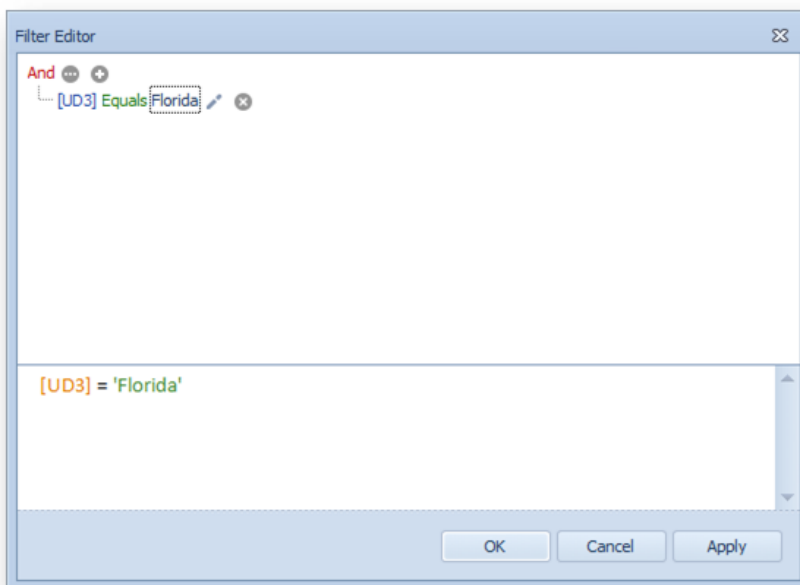 Filter Editor
And
[UD3] Equals Florida
[UD3] = 'Florida'
OK Cancel Apply